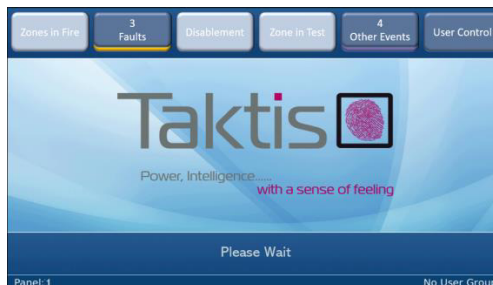 Zones in Fire
3
Faults
Disablement
Zone in Test
4
Other Events
User Control
Taktis
Power, Intelligence.....
with a sense of feeling
Please Wait
Panel: 1
No User Group